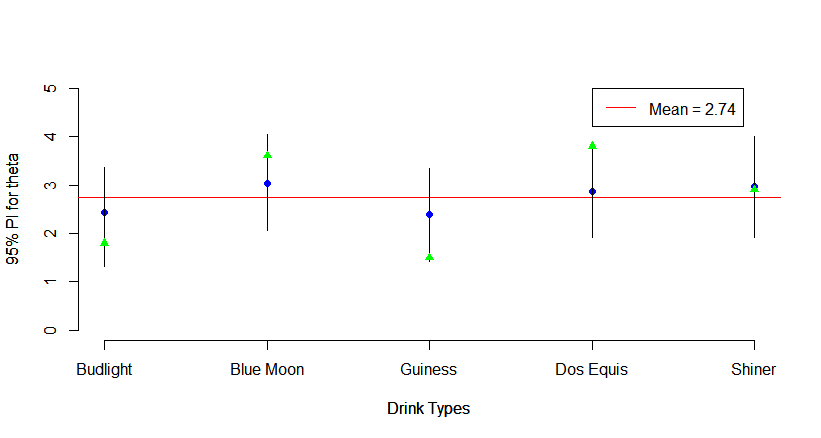 Mean = 2.74
95% PI for theta
5
4
3
2
1
0
Budlight Blue Moon Guiness Dos Equis Shiner
Drink Types